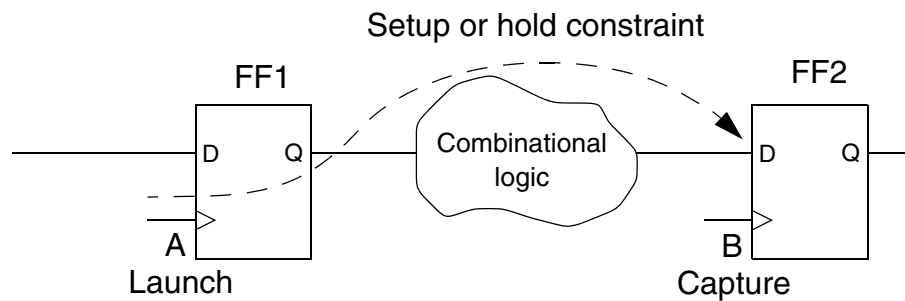 Setup or hold constraint
FF1
FF2
D
Q
Combinational
logic
D
Q
A
B
Launch
Capture